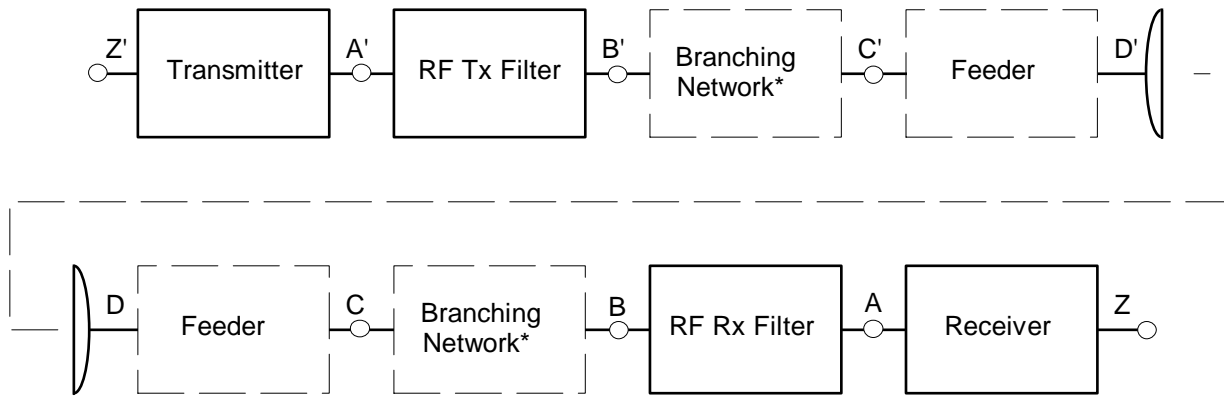 Z'
Transmitter
A'
RF Tx Filter
B'
Branching
Network*
C'
Feeder
D'
D
Feeder
C
Branching
Network*
B
RF Rx Filter
A
Receiver
Z